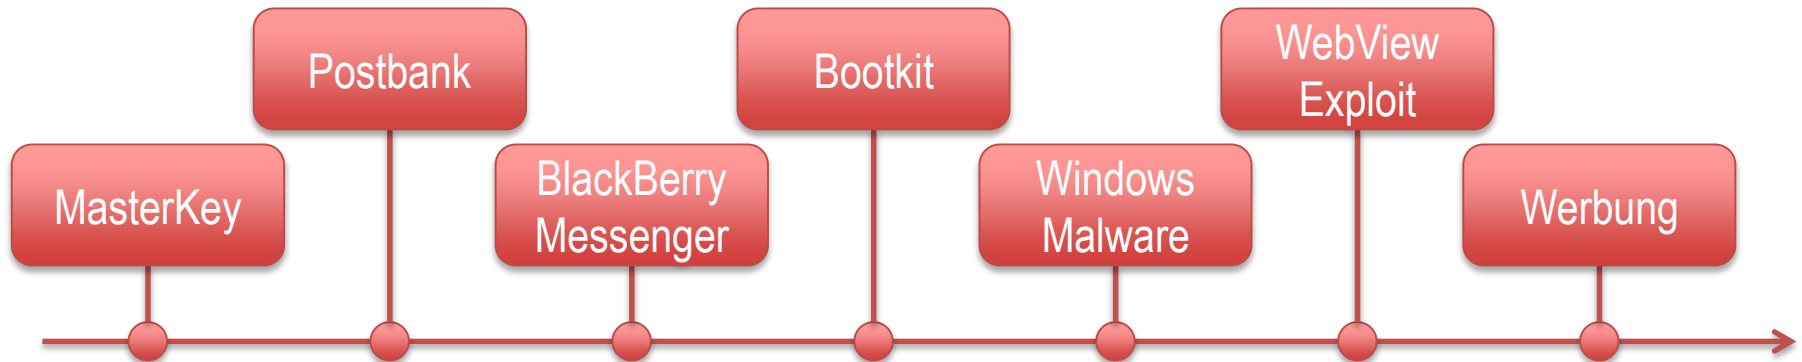 MasterKey
Postbank
BlackBerry
Messenger
Bootkit
Windows
Malware
WebView
Exploit
Werbung